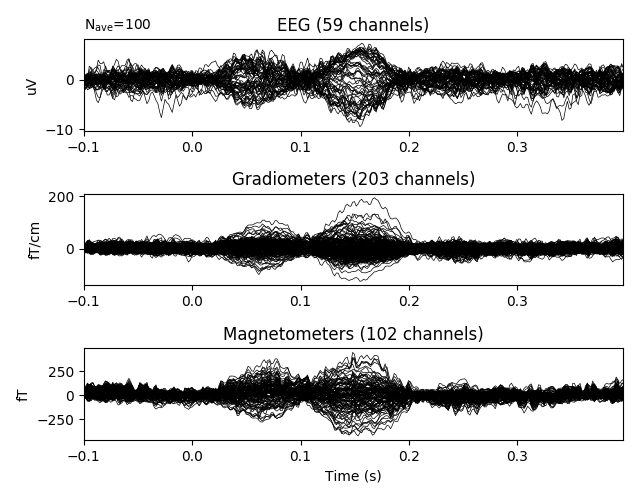 N_ave=100
EEG (59 channels)
uV
0
−10
−0.1 0.0 0.1 0.2 0.3
Gradiometers (203 channels)
fT/cm
200
0
−0.1 0.0 0.1 0.2 0.3
Magnetometers (102 channels)
fT
250
0
−250
−0.1 0.0 0.1 0.2 0.3
Time (s)